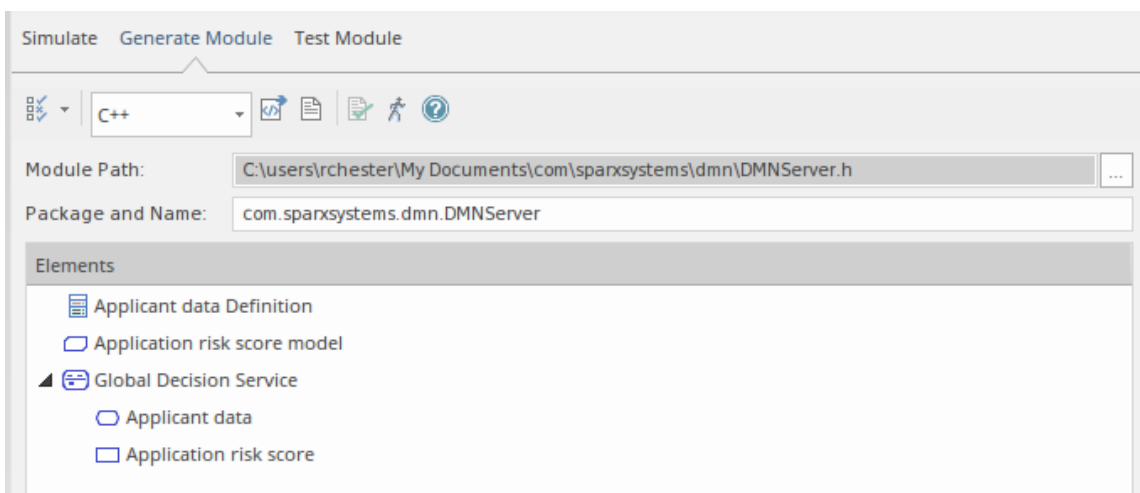 Simulate Generate Module Test Module
C++
Module Path: C:\users\rchester\My Documents\com\sparxsystems\dmn\DMNServer.h ...
Package and Name: com.sparxsystems.dmn.DMNServer
Elements
Applicant data Definition
Application risk score model
Global Decision Service
Applicant data
Application risk score